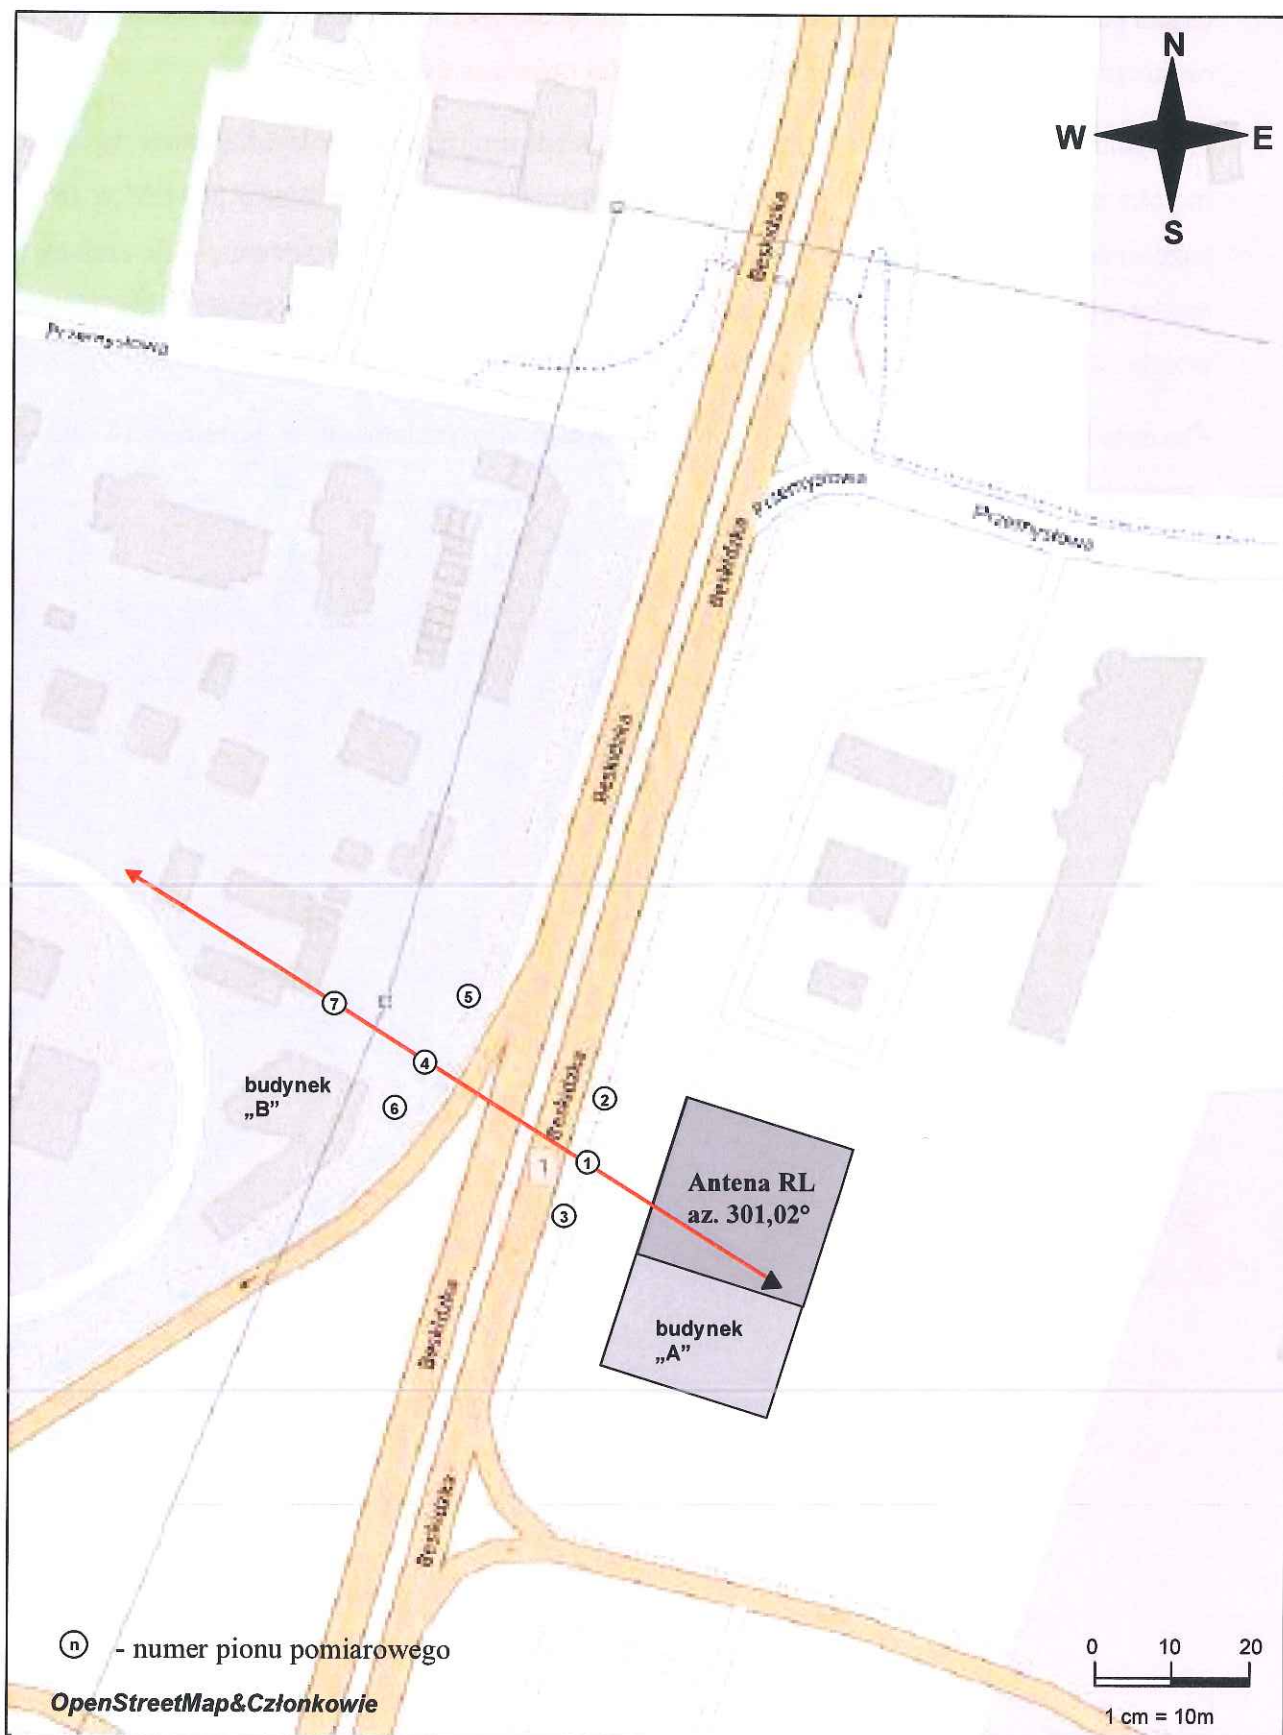 N
W E
S
Beskidzka
Przemysłowa
Przemysłowa
Przemysłowa
Beskidzka
Beskidzka
7
5
4
budynek
„B”
6
2
Beskidzka
1
1
3
Antena RL
az. 301,02°
budynek
„A”
Beskidzka
Beskidzka
n - numer pionu pomiarowego
OpenStreetMap&Członkowie
0 10 20
1 cm = 10m